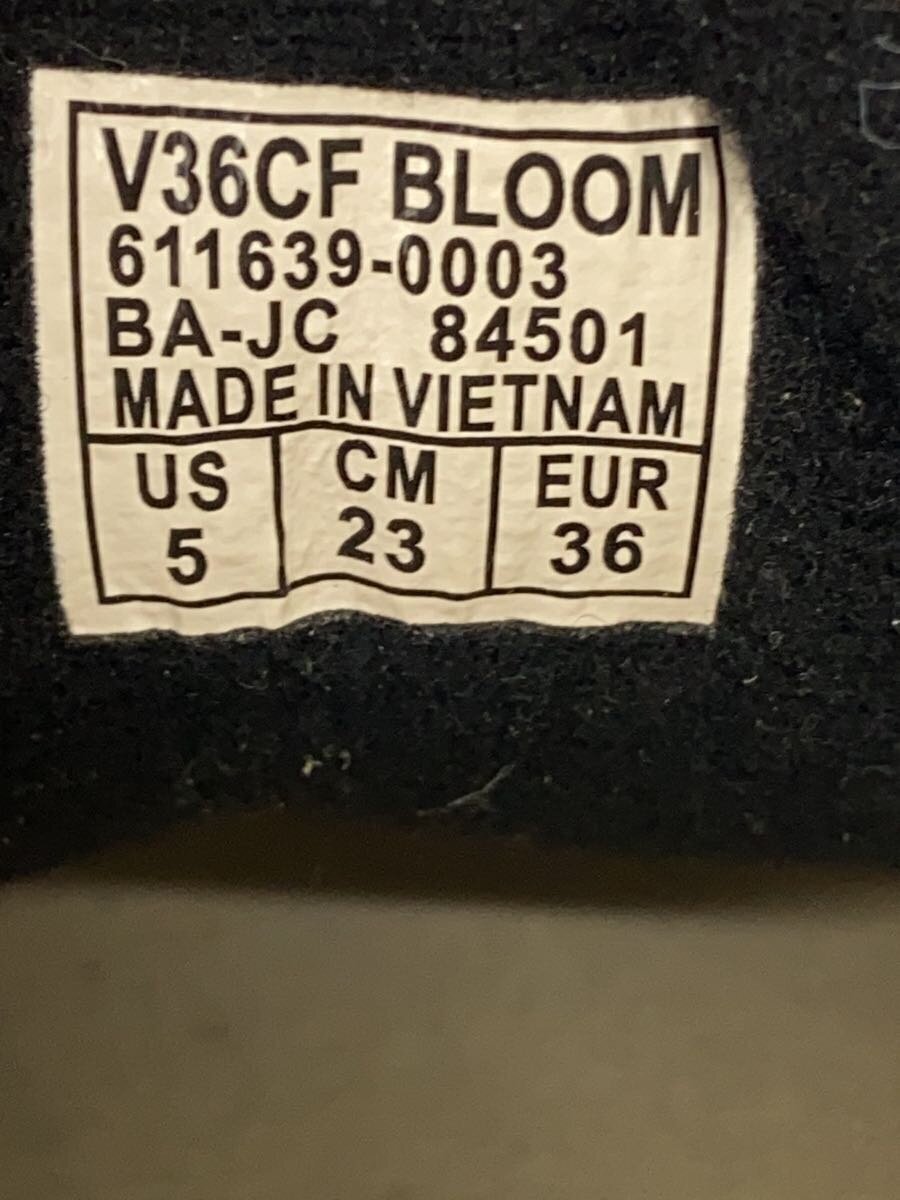 V36CF BLOOM
611639-0003
BA-JC 84501
MADE IN VIETNAM
US CM EUR
5 23 36